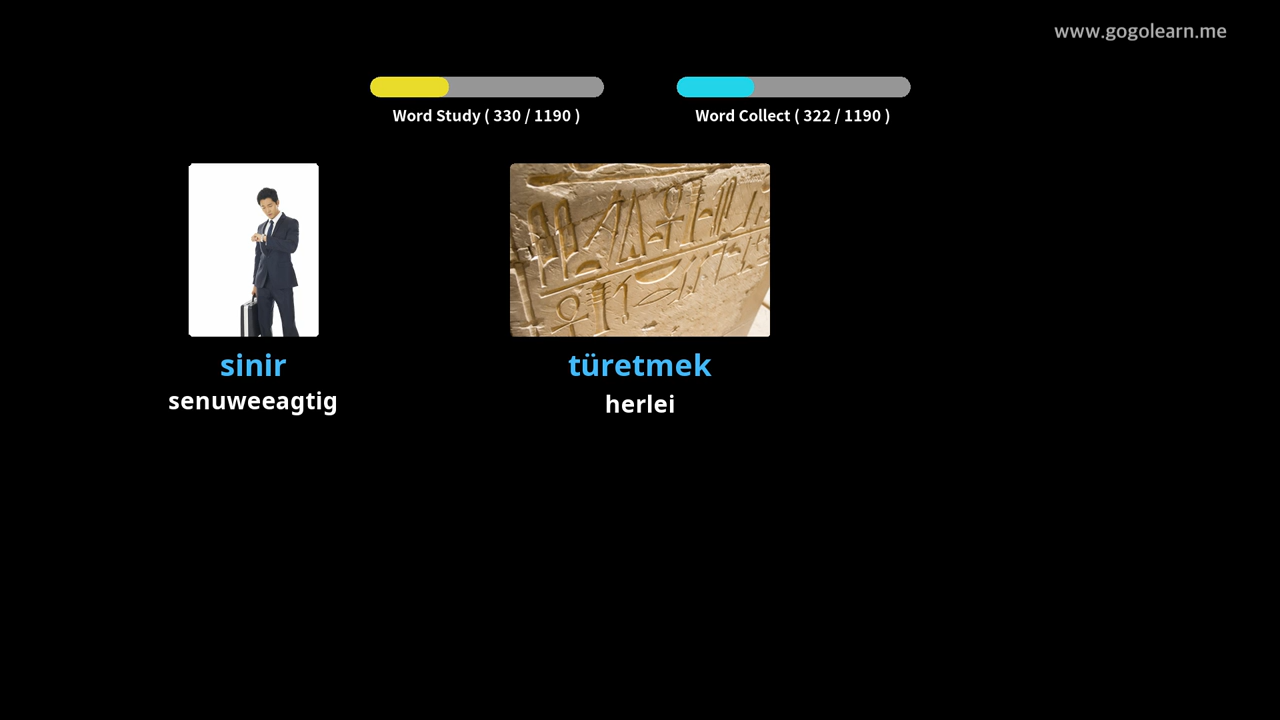 www.gogolearn.me
Word Study ( 330 / 1190 )
Word Collect ( 322 / 1190 )
sinir
senuweeagtig
türetmek
herlei